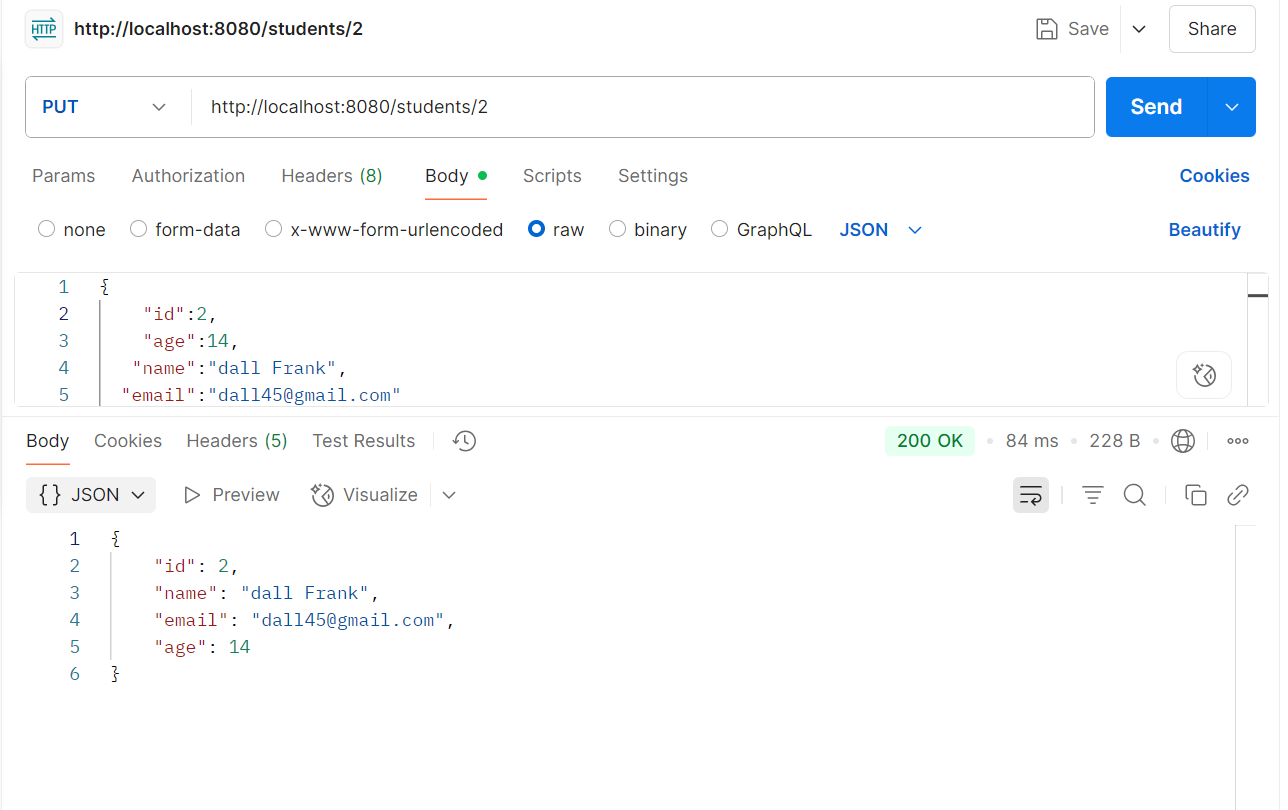 HTTP http://localhost:8080/students/2 Save Share
PUT http://localhost:8080/students/2 Send
Params Authorization Headers (8) Body Scripts Settings Cookies
none form-data x-www-form-urlencoded raw binary GraphQL JSON Beautify
1 {
2 "id":2,
3 "age":14,
4 "name":"dall Frank",
5 "email":"dall45@gmail.com"
Body Cookies Headers (5) Test Results 200 OK 84 ms 228 B
{} JSON Preview Visualize
1 {
2 "id": 2,
3 "name": "dall Frank",
4 "email": "dall45@gmail.com",
5 "age": 14
6 }